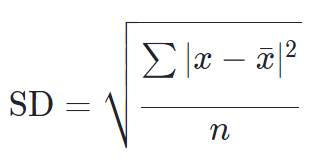 SD = √(∑|x − x̄|² / n)